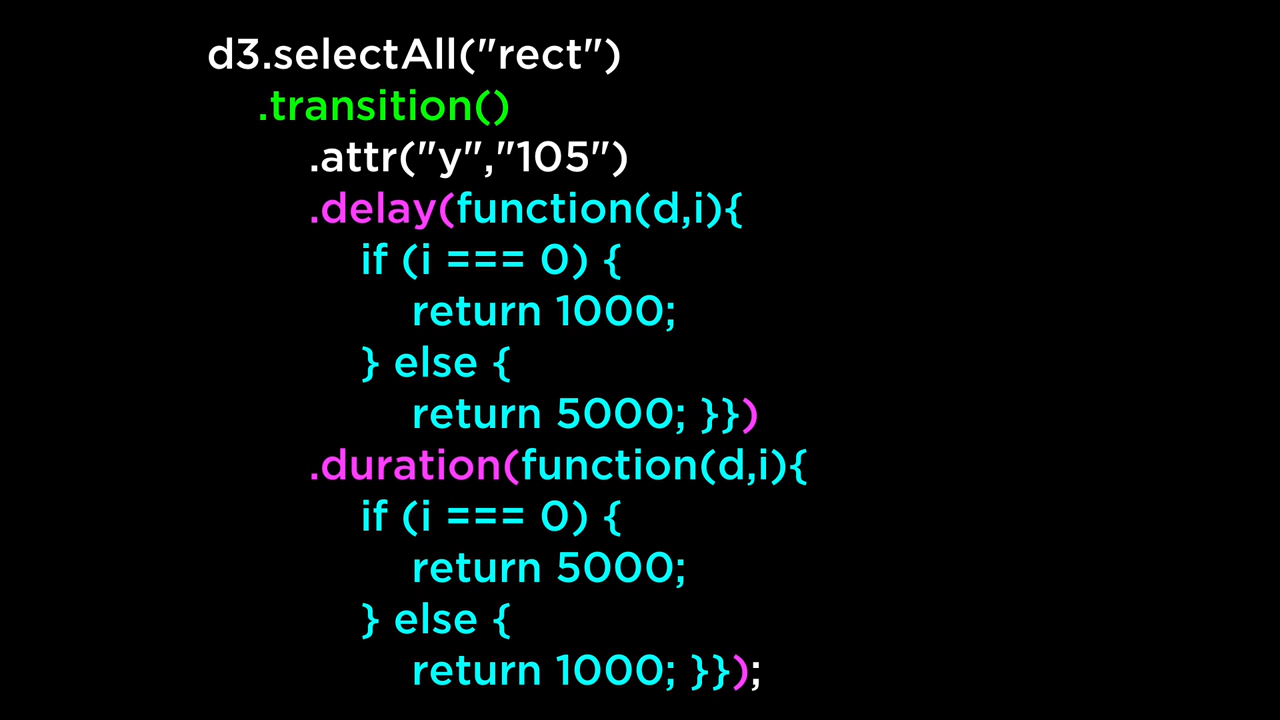 d3.selectAll("rect")
.transition()
.attr("y","105")
.delay(function(d,i){
if (i === 0) {
return 1000;
} else {
return 5000; }})
.duration(function(d,i){
if (i === 0) {
return 5000;
} else {
return 1000; }});